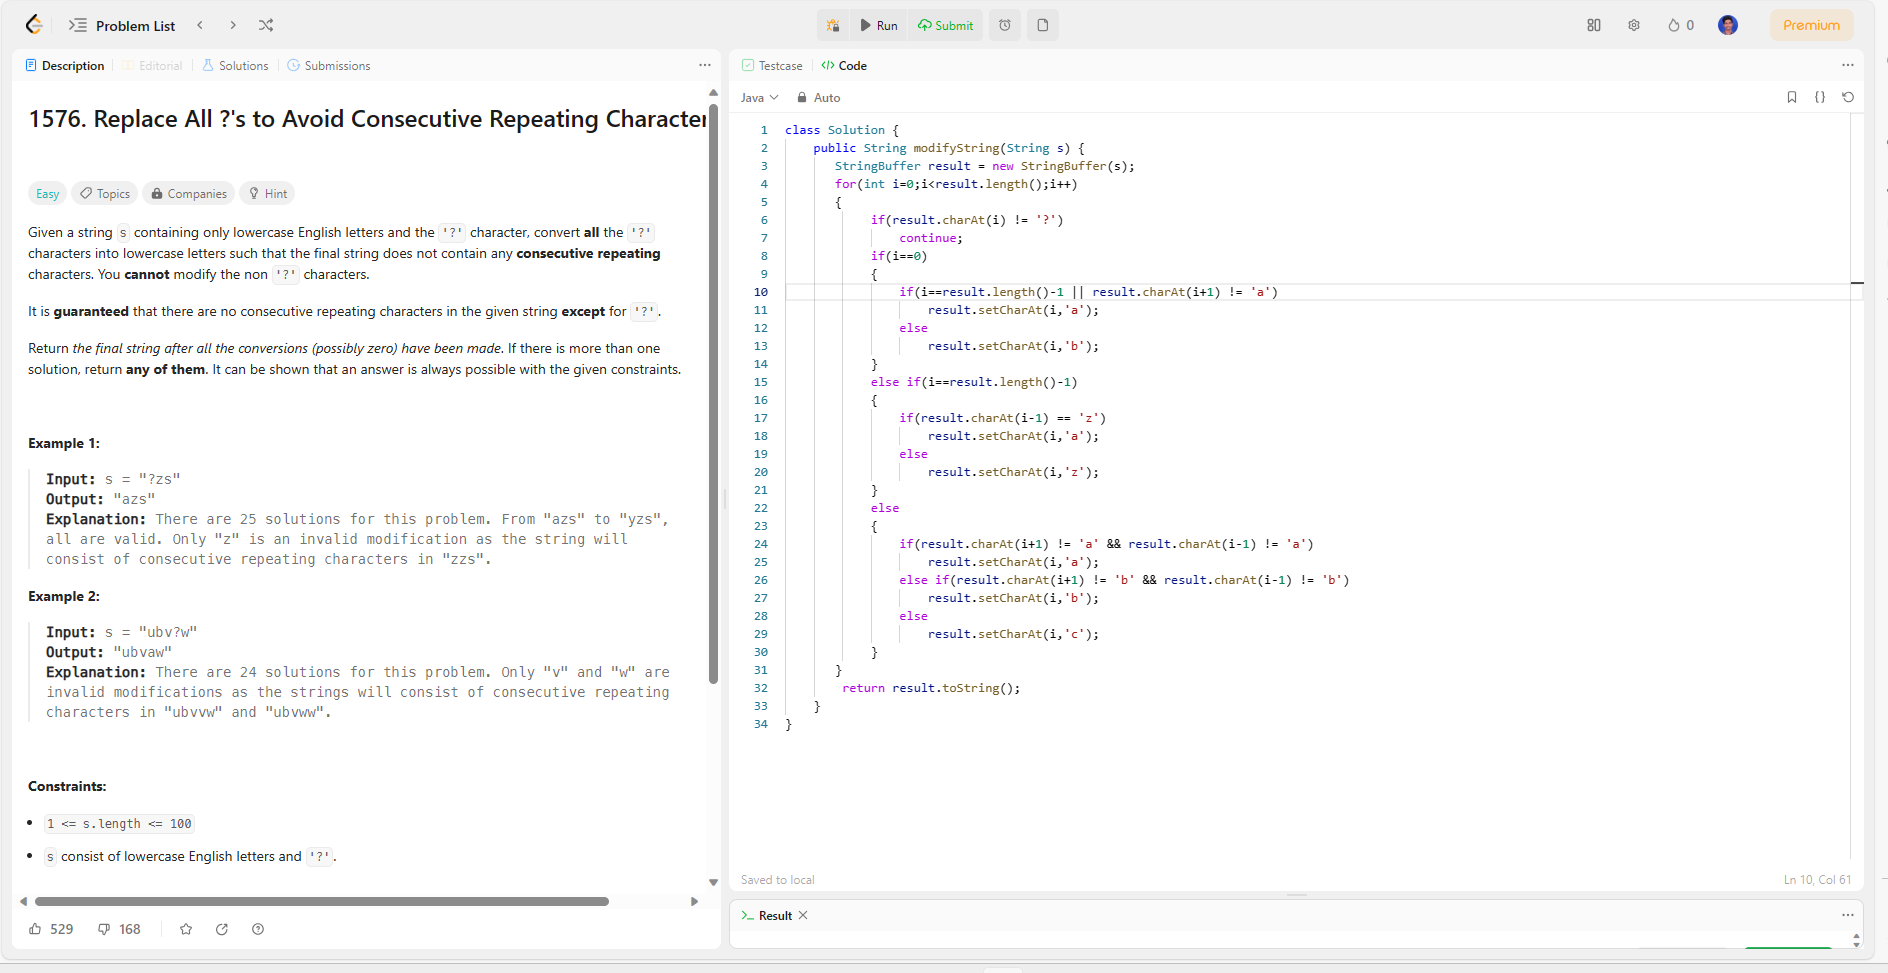 Problem List
Run
Submit
0
Premium
Description
Editorial
Solutions
Submissions
1576. Replace All ?'s to Avoid Consecutive Repeating Character
Easy
Topics
Companies
Hint
Given a string s containing only lowercase English letters and the '?' character, convert all the '?'
characters into lowercase letters such that the final string does not contain any consecutive repeating
characters. You cannot modify the non '?' characters.
It is guaranteed that there are no consecutive repeating characters in the given string except for '?'.
Return the final string after all the conversions (possibly zero) have been made. If there is more than one
solution, return any of them. It can be shown that an answer is always possible with the given constraints.
Example 1:
Input: s = "?zs"
Output: "azs"
Explanation: There are 25 solutions for this problem. From "azs" to "yzs",
all are valid. Only "z" is an invalid modification as the string will
consist of consecutive repeating characters in "zzs".
Example 2:
Input: s = "ubv?w"
Output: "ubvaw"
Explanation: There are 24 solutions for this problem. Only "v" and "w" are
invalid modifications as the strings will consist of consecutive repeating
characters in "ubvvw" and "ubvww".
Constraints:
• 1 <= s.length <= 100
• s consist of lowercase English letters and '?'.
529
168
Testcase
</> Code
Java
Auto
1 class Solution {
2 public String modifyString(String s) {
3 StringBuffer result = new StringBuffer(s);
4 for(int i=0;i<result.length();i++)
5 {
6 if(result.charAt(i) != '?')
7 continue;
8 if(i==0)
9 {
10 if(i==result.length()-1 || result.charAt(i+1) != 'a')
11 result.setCharAt(i,'a');
12 else
13 result.setCharAt(i,'b');
14 }
15 else if(i==result.length()-1)
16 {
17 if(result.charAt(i-1) == 'z')
18 result.setCharAt(i,'a');
19 else
20 result.setCharAt(i,'z');
21 }
22 else
23 {
24 if(result.charAt(i+1) != 'a' && result.charAt(i-1) != 'a')
25 result.setCharAt(i,'a');
26 else if(result.charAt(i+1) != 'b' && result.charAt(i-1) != 'b')
27 result.setCharAt(i,'b');
28 else
29 result.setCharAt(i,'c');
30 }
31 }
32 return result.toString();
33 }
34 }
Saved to local
Ln 10, Col 61
Result